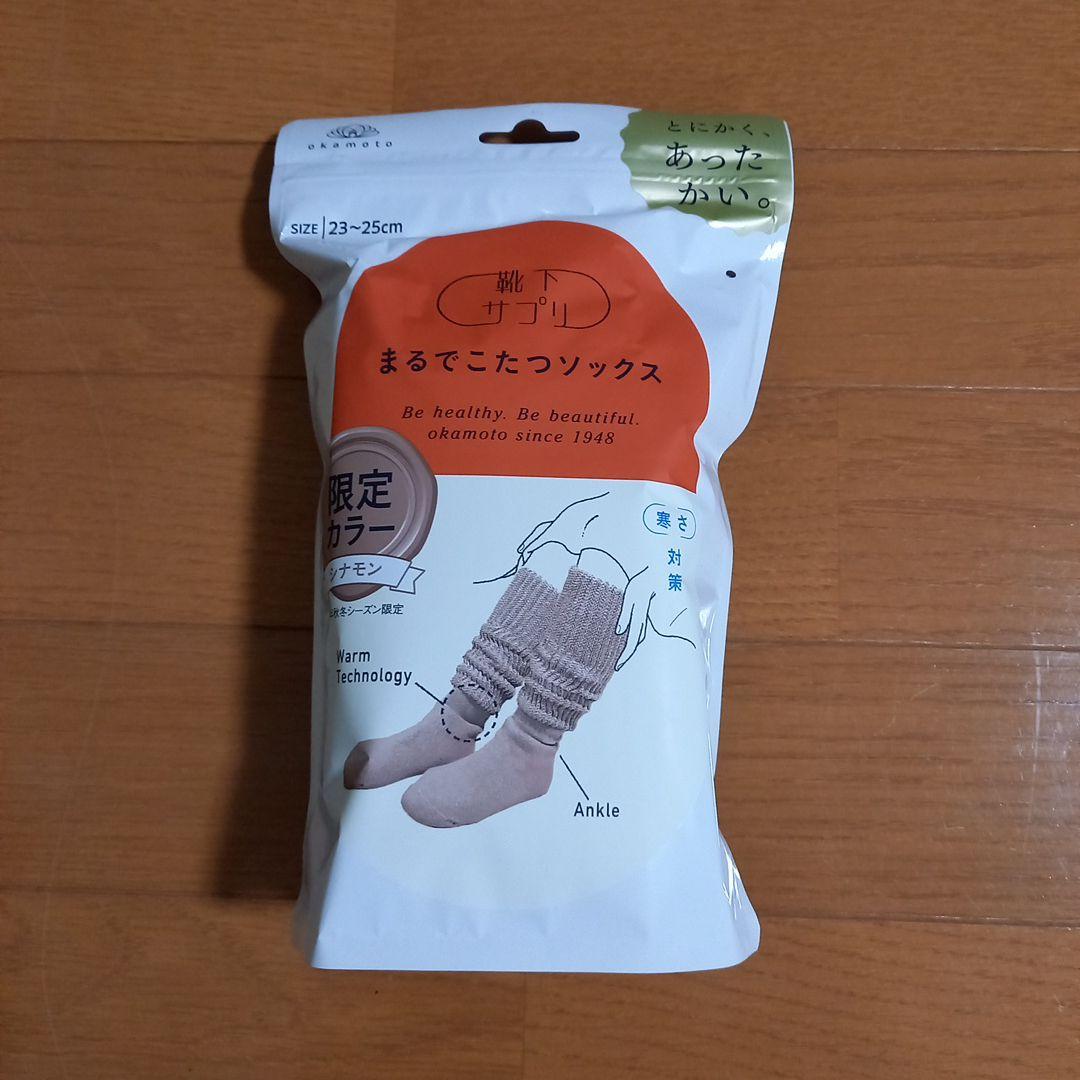 okamoto
とにかく、
あった
かい。
SIZE 23~25cm
靴下
サプリ
まるでこたつソックス
Be healthy. Be beautiful.
okamoto since 1948
限定
カラー
シナモン
秋冬シーズン限定
寒さ
対
策
Warm
Technology
Ankle